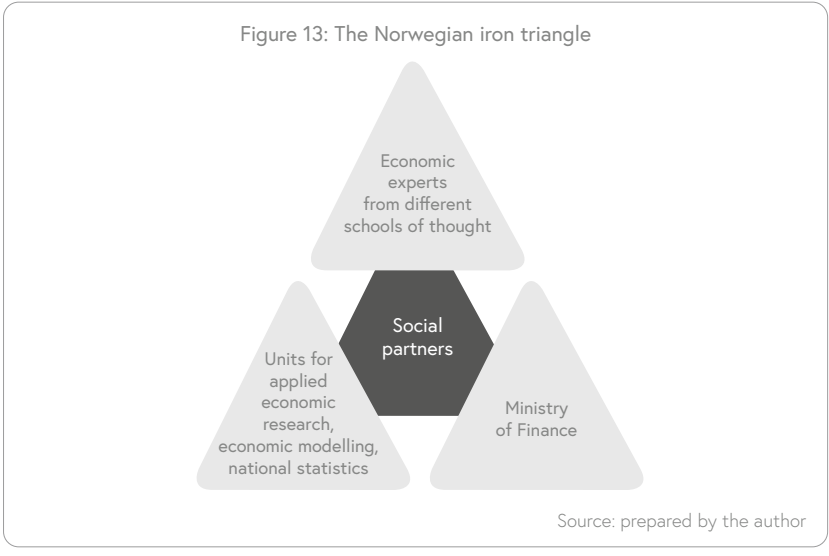 Figure 13: The Norwegian iron triangle
Economic
experts
from different
schools of thought
Social
partners
Units for
applied
economic
research,
economic modelling,
national statistics
Ministry
of Finance
Source: prepared by the author